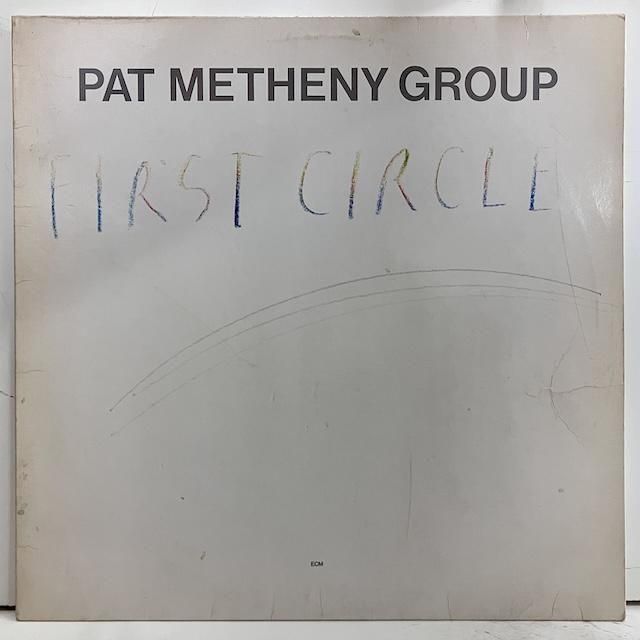 PAT METHENY GROUP
FIRST CIRCLE
ECM